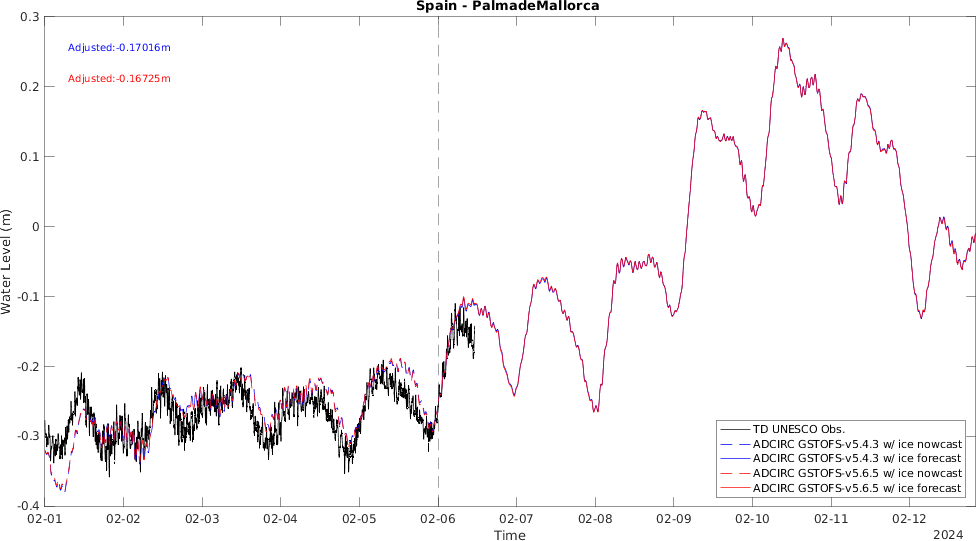 Spain - PalmadeMallorca
Adjusted:-0.17016m
Adjusted:-0.16725m
0.3
0.2
0.1
0
-0.1
-0.2
-0.3
-0.4
Water Level (m)
TD UNESCO Obs.
ADCIRC GSTOFS-v5.4.3 w/ ice nowcast
ADCIRC GSTOFS-v5.4.3 w/ ice forecast
ADCIRC GSTOFS-v5.6.5 w/ ice nowcast
ADCIRC GSTOFS-v5.6.5 w/ ice forecast
02-01 02-02 02-03 02-04 02-05 02-06 02-07 02-08 02-09 02-10 02-11 02-12
Time
2024